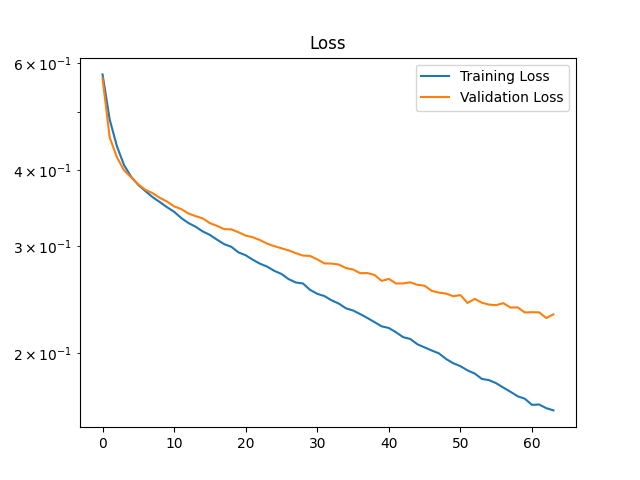 Loss
6 × 10⁻¹
4 × 10⁻¹
3 × 10⁻¹
2 × 10⁻¹
Training Loss
Validation Loss
0 10 20 30 40 50 60